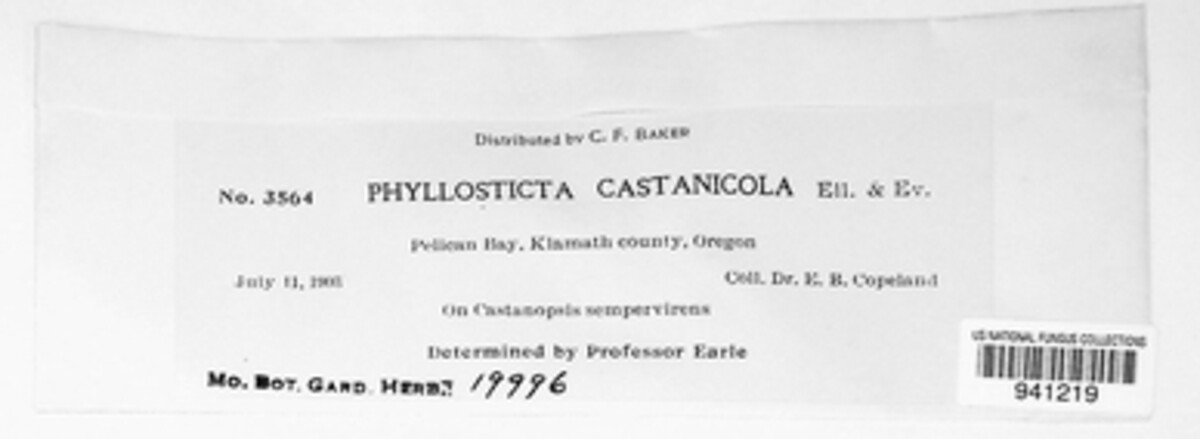 Distributed by C. F. BAKER
No. 3564 PHYLLOSTICTA CASTANICOLA Ell. & Ev.
Pelican Bay, Klamath county, Oregon
July 11, 1903 Coll. Dr. E. B. Copeland
On Castanopsis sempervirens
Determined by Professor Earle
MO. BOT. GARD. HERB. 19996
US NATIONAL FUNGUS COLLECTIONS
941219